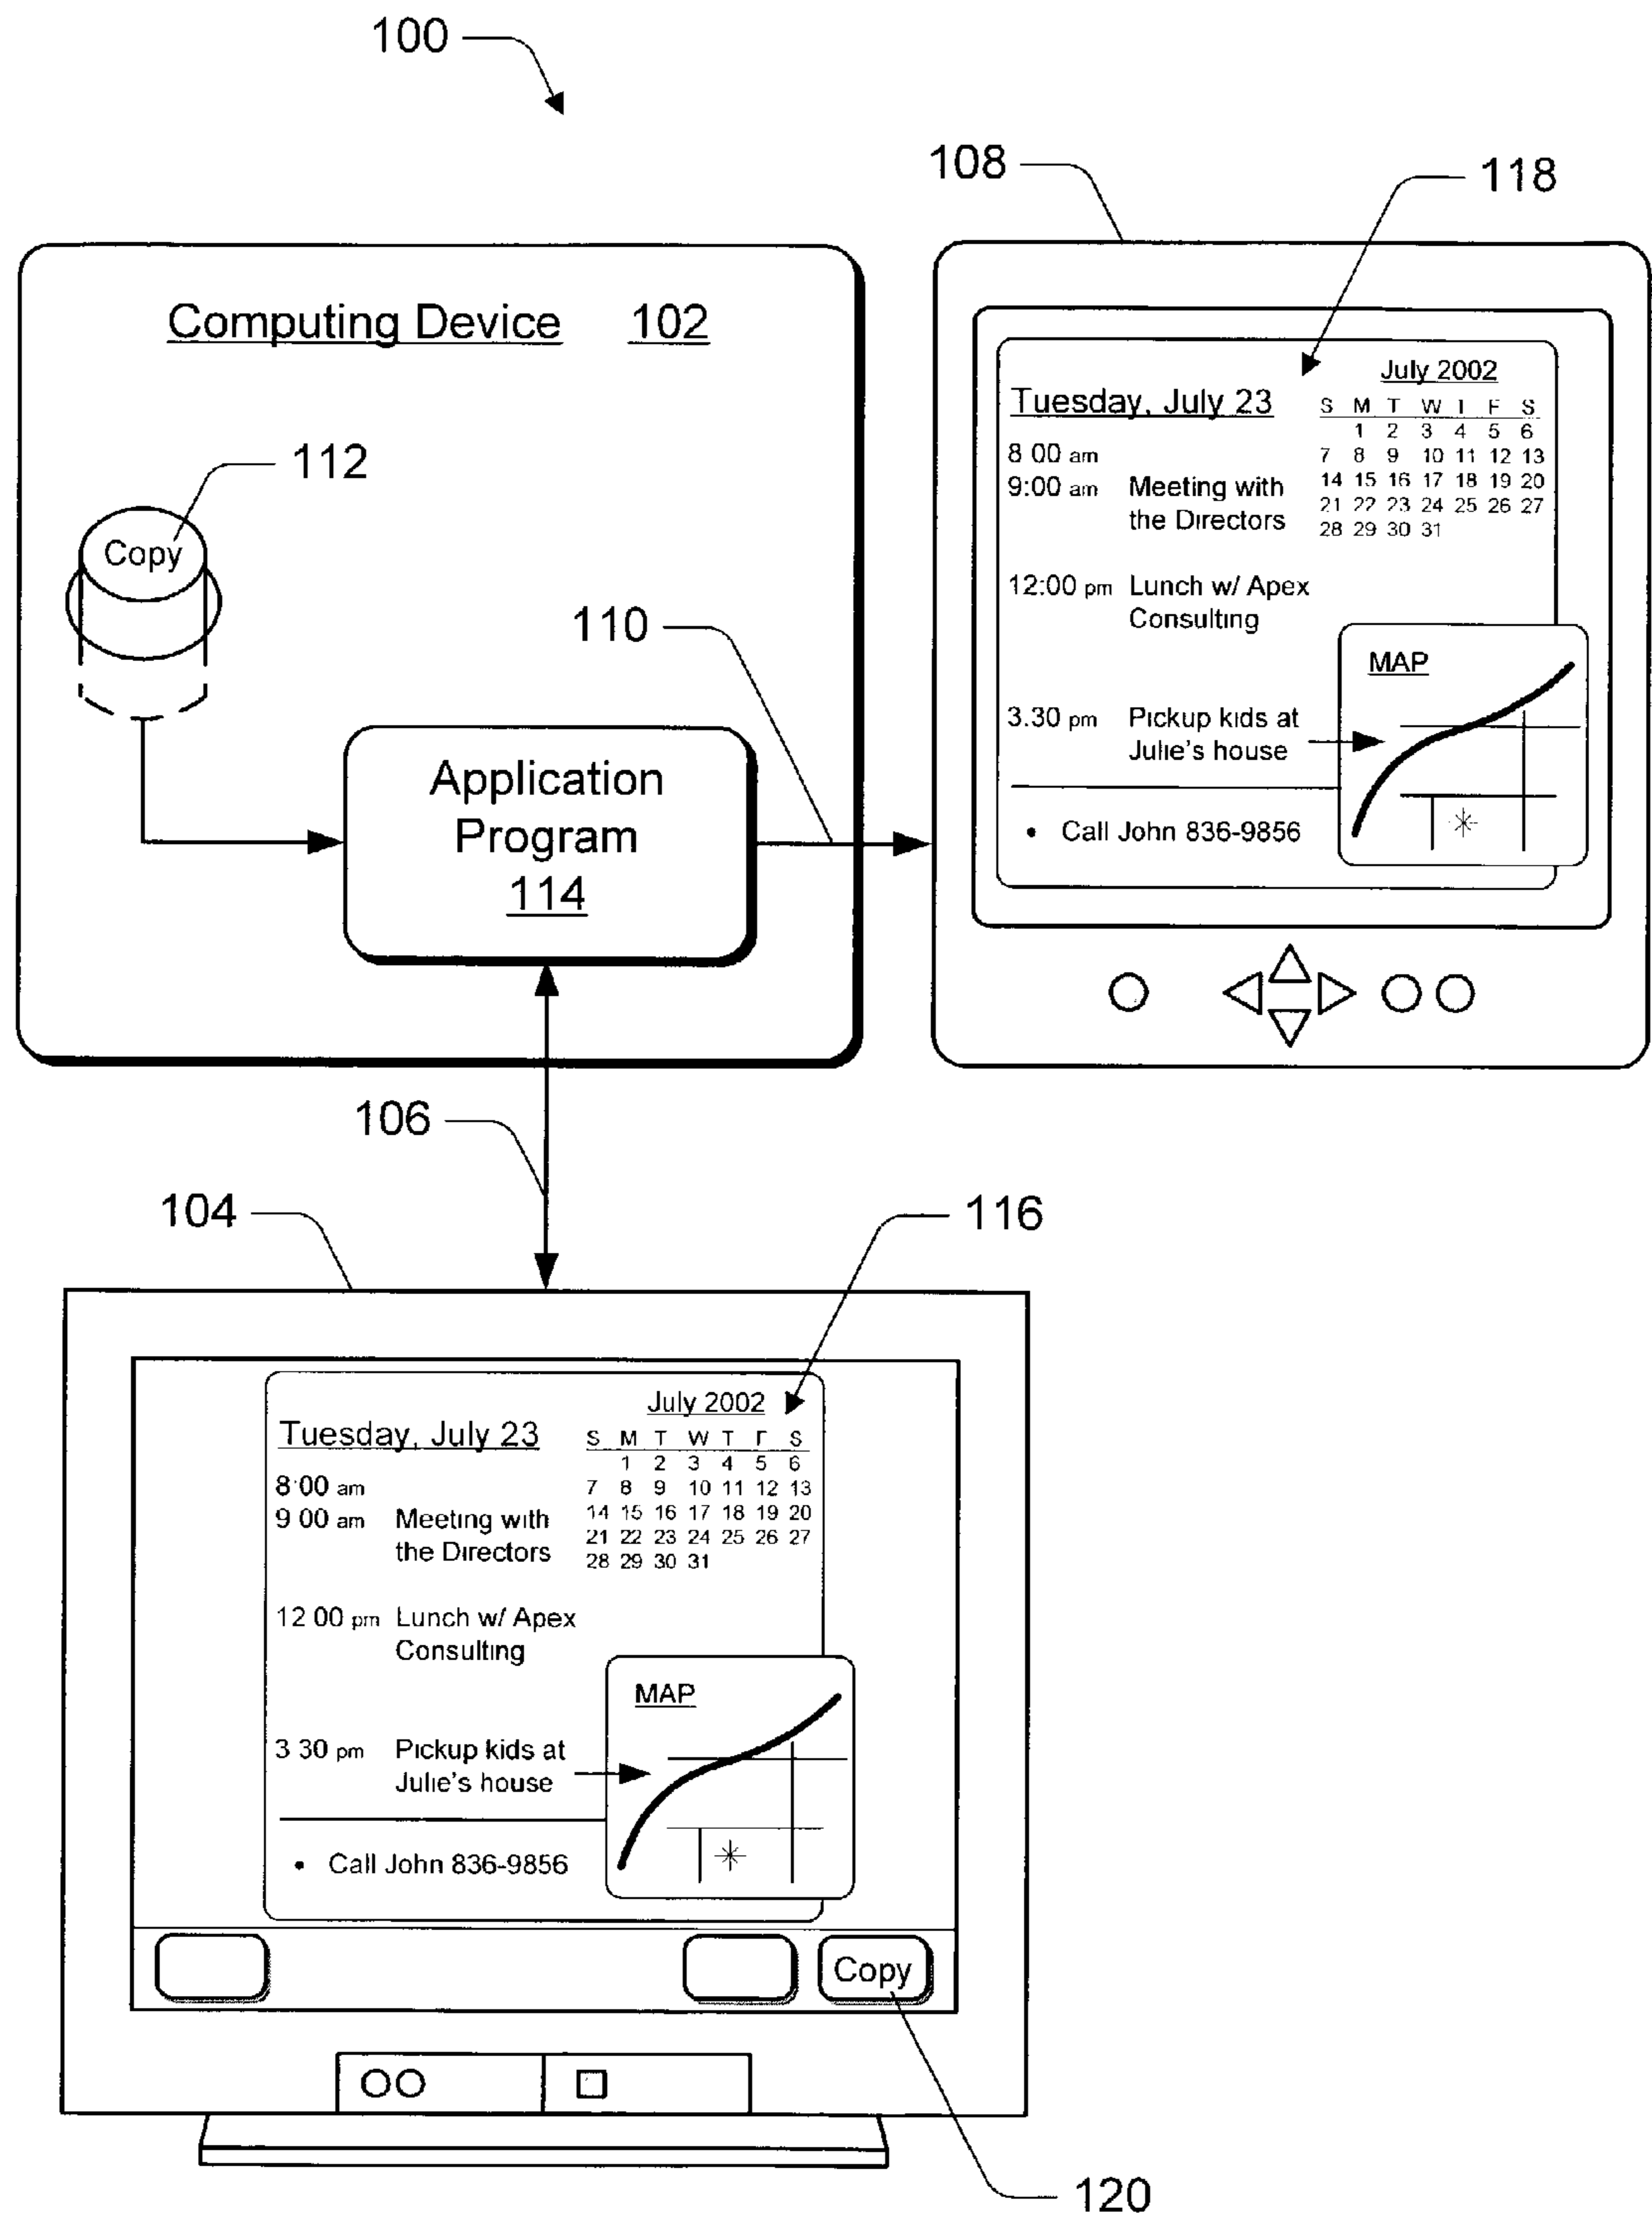 100
108
118
Computing Device 102
112
Copy
110
Application
Program
114
July 2002
Tuesday, July 23
S M T W T F S
1 2 3 4 5 6
8 00 am
7 8 9 10 11 12 13
9:00 am Meeting with
14 15 16 17 18 19 20
the Directors
21 22 23 24 25 26 27
28 29 30 31
12:00 pm Lunch w/ Apex
Consulting
MAP
3.30 pm Pickup kids at
Julie's house
• Call John 836-9856
106
104
116
July 2002
Tuesday, July 23
S M T W T F S
1 2 3 4 5 6
8:00 am
7 8 9 10 11 12 13
9 00 am Meeting with
14 15 16 17 18 19 20
the Directors
21 22 23 24 25 26 27
28 29 30 31
12 00 pm Lunch w/ Apex
Consulting
MAP
3 30 pm Pickup kids at
Julie's house
• Call John 836-9856
Copy
120